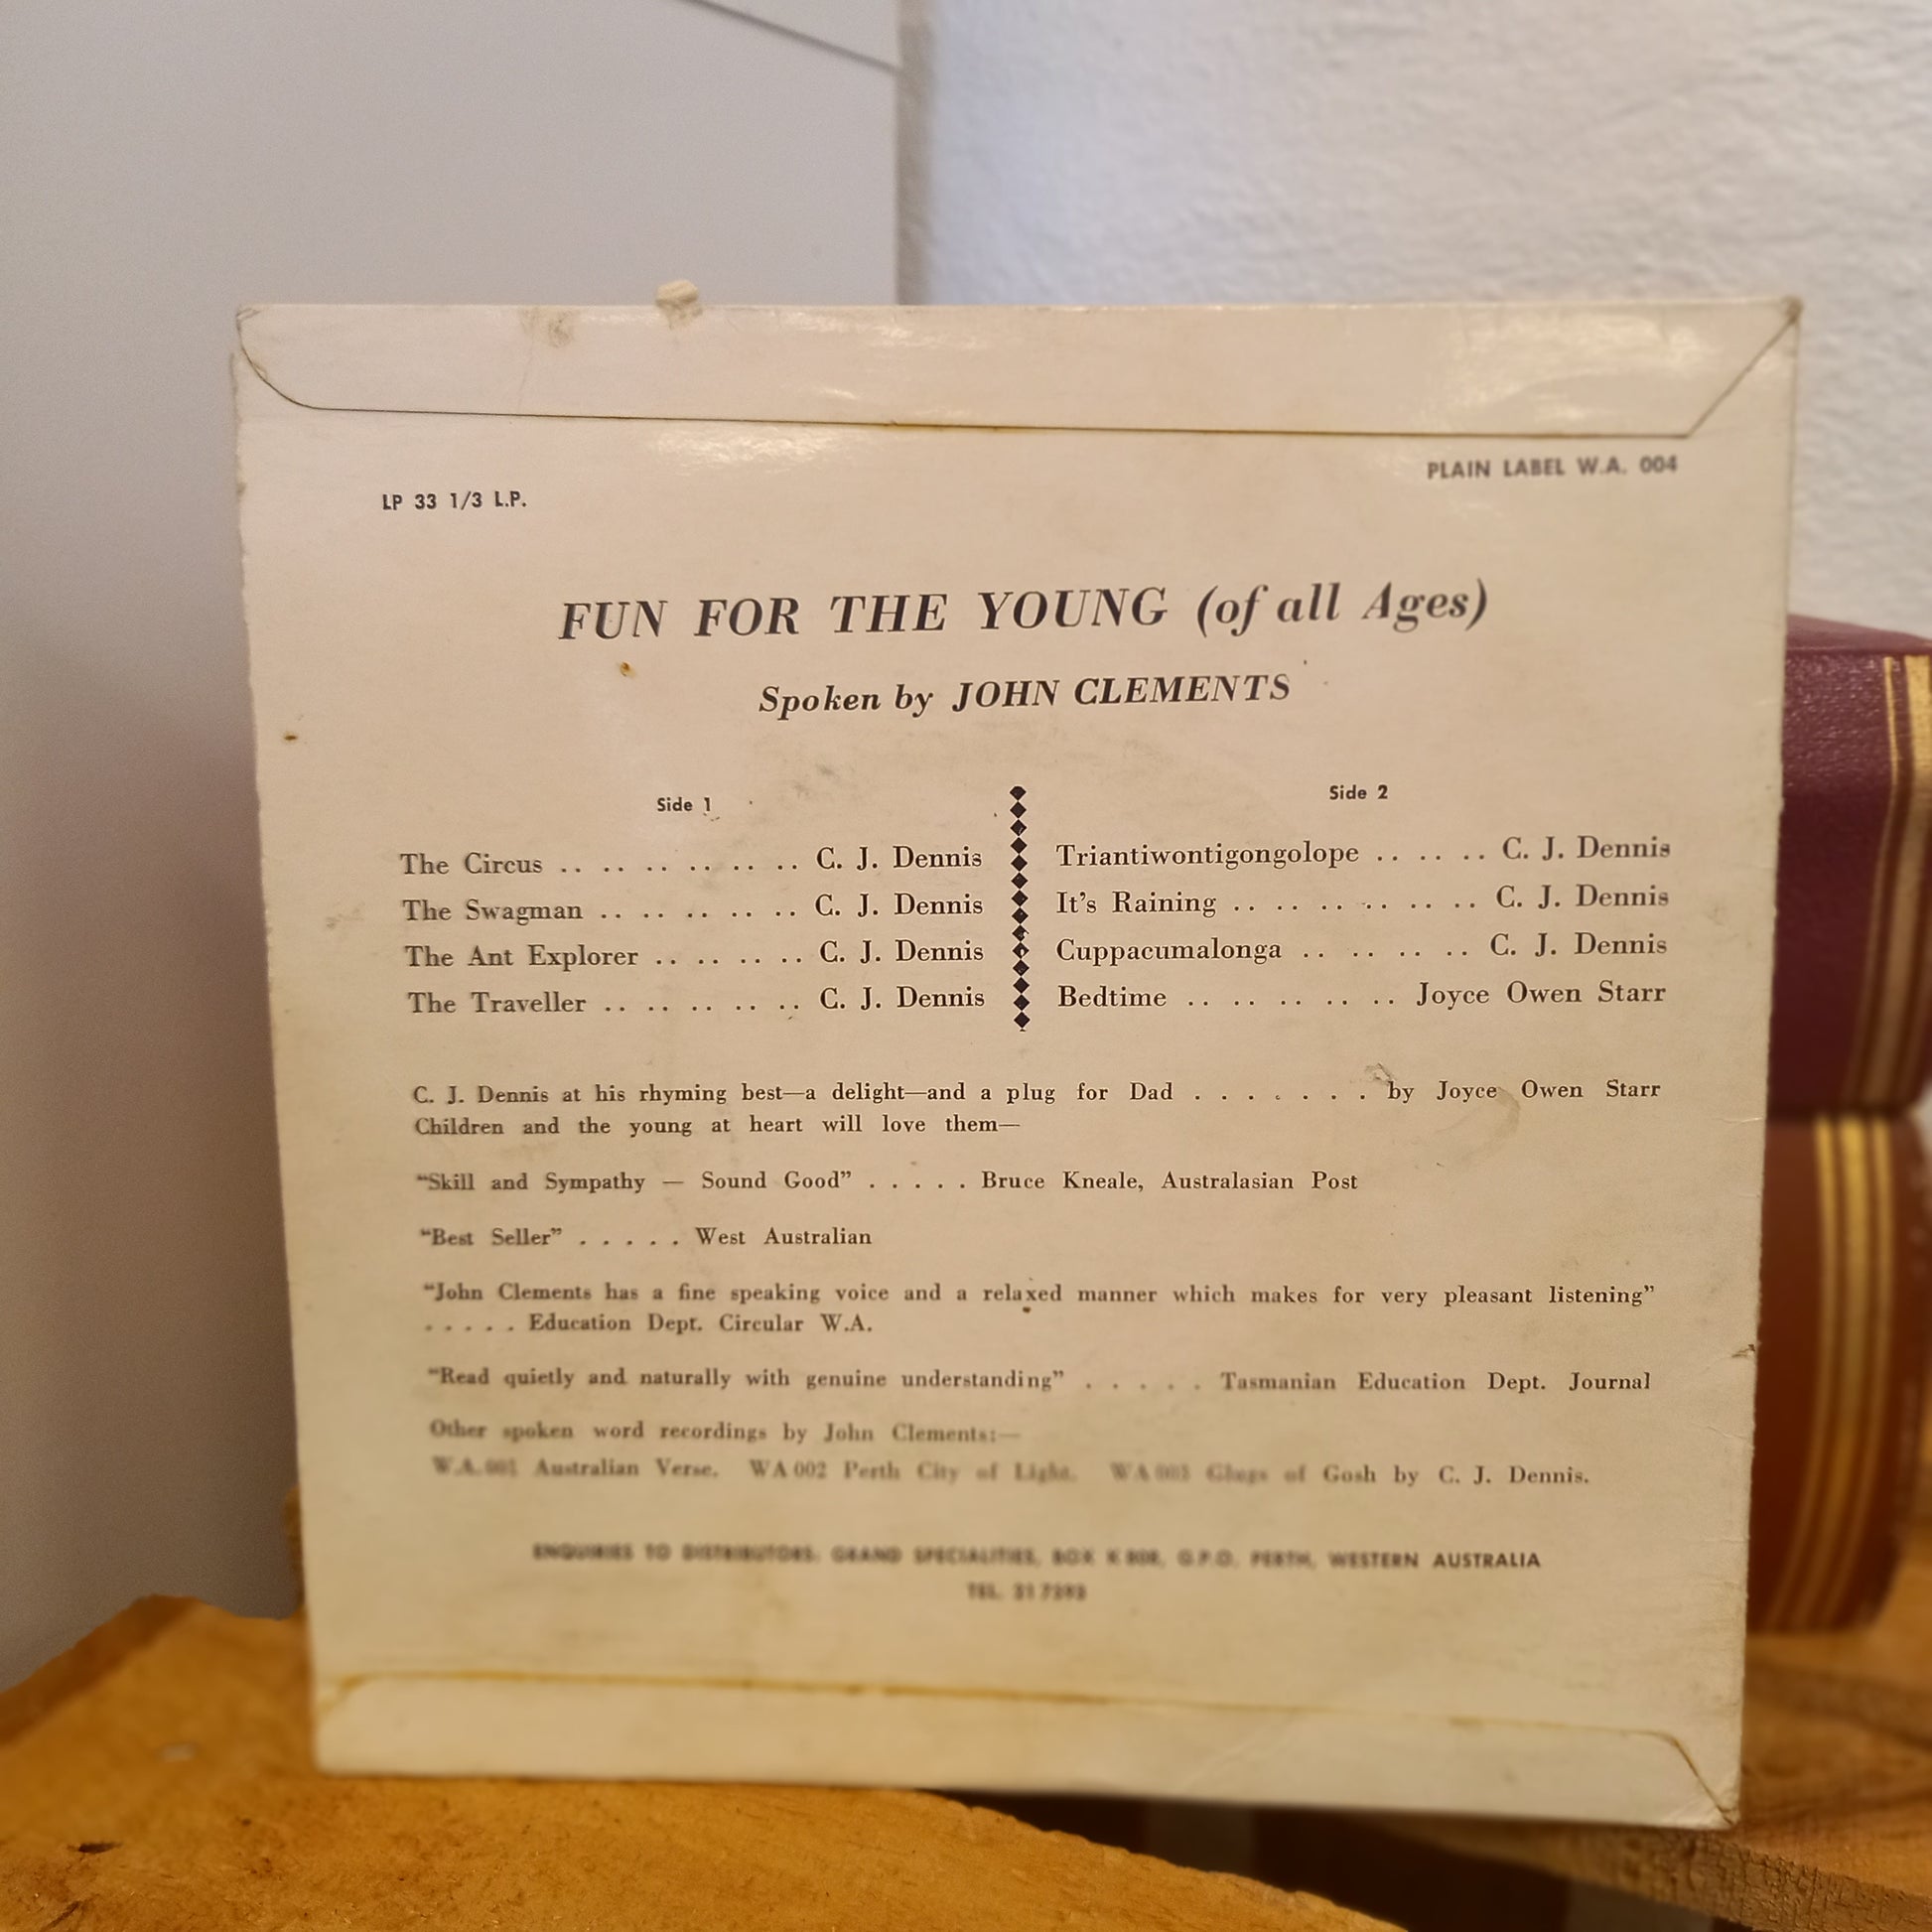 PLAIN LABEL W.A. 004
LP 33 1/3 L.P.
FUN FOR THE YOUNG (of all Ages)
Spoken by JOHN CLEMENTS
Side 1
The Circus .. .. .. .. .. .. C. J. Dennis
The Swagman .. .. .. .. .. C. J. Dennis
The Ant Explorer .. .. .. .. C. J. Dennis
The Traveller .. .. .. .. .. C. J. Dennis
Side 2
Triantiwontigongolope .. .. .. C. J. Dennis
It's Raining .. .. .. .. .. .. C. J. Dennis
Cuppacumalonga .. .. .. .. C. J. Dennis
Bedtime .. .. .. .. .. Joyce Owen Starr
C. J. Dennis at his rhyming best—a delight—and a plug for Dad . . . . . . . by Joyce Owen Starr
Children and the young at heart will love them—
"Skill and Sympathy — Sound Good" . . . . . Bruce Kneale, Australasian Post
"Best Seller" . . . . . West Australian
"John Clements has a fine speaking voice and a relaxed manner which makes for very pleasant listening"
. . . . . Education Dept. Circular W.A.
"Read quietly and naturally with genuine understanding" . . . . . Tasmanian Education Dept. Journal
Other spoken word recordings by John Clements:—
W.A. 001 Australian Verse. WA 002 Perth City of Light. WA 003 Glugs of Gosh by C. J. Dennis.
ENQUIRIES TO DISTRIBUTORS: GRAND SPECIALITIES, BOX G.P.O. PERTH, WESTERN AUSTRALIA
TEL.